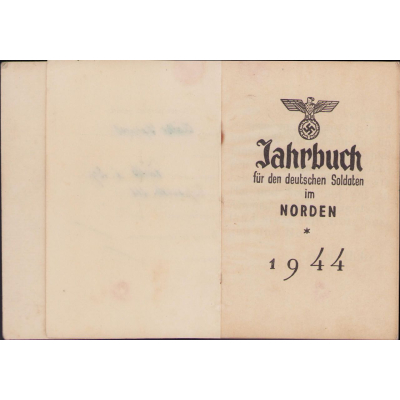 Jahrbuch
für den deutschen Soldaten
im
NORDEN
*
1944